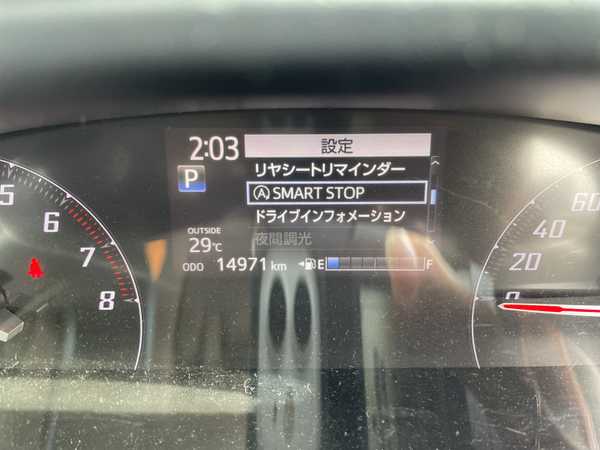 2:03
設定
P
リヤシートリマインダー
Ⓐ SMART STOP
ドライブインフォメーション
夜間調光
OUTSIDE
29℃
ODO 14971 km
E F
5
6
7
8
0
20
40
60